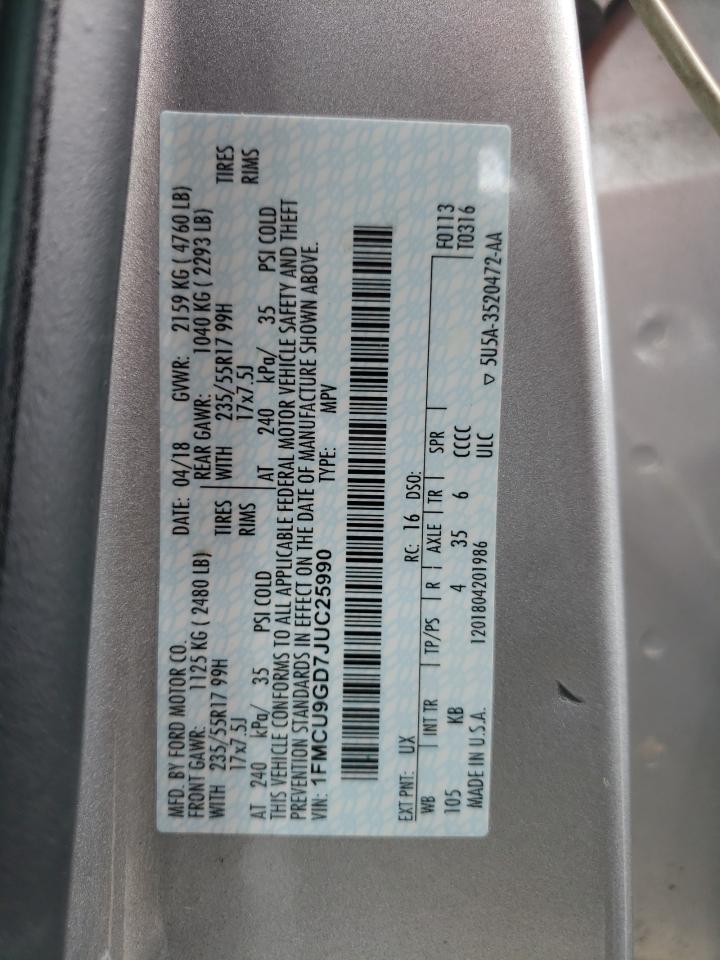 MFD. BY FORD MOTOR CO.
DATE: 04/18 GVWR: 2159 KG ( 4760 LB)
FRONT GAWR: 1125 KG ( 2480 LB)
REAR GAWR: 1040 KG ( 2293 LB)
WITH 235/55R17 99H TIRES
WITH 235/55R17 99H TIRES
17x7.5J RIMS
17x7.5J RIMS
AT 240 kPa/ 35 PSI COLD
AT 240 kPa/ 35 PSI COLD
THIS VEHICLE CONFORMS TO ALL APPLICABLE FEDERAL MOTOR VEHICLE SAFETY AND THEFT
PREVENTION STANDARDS IN EFFECT ON THE DATE OF MANUFACTURE SHOWN ABOVE.
VIN: 1FMCU9GD7JUC25990 TYPE: MPV
EXT PNT: UX RC: 16 DSO: F0113
WB INT TR TP/PS R AXLE TR SPR T0316
105 KB 4 35 6 CCCC
MADE IN U.S.A. 1201804201986 ULC ▽ 5U5A-3520472-AA